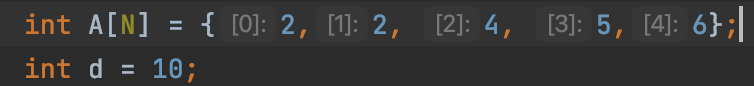 int A[N] = { [0]: 2, [1]: 2, [2]: 4, [3]: 5, [4]: 6};
int d = 10;